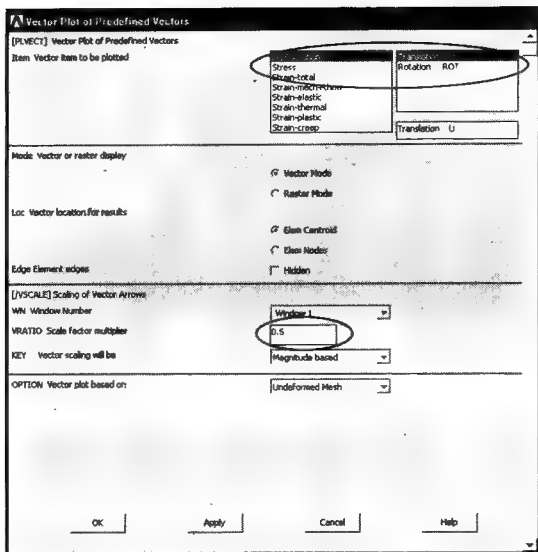 Vector Plot of Predefined Vectors
[PLVECT] Vector Plot of Predefined Vectors
Item Vector item to be plotted
Stress
Strain-total
Strain-mech+thrm
Strain-elastic
Strain-thermal
Strain-plastic
Strain-creep
Translation
Rotation ROT
Translation U
Mode Vector or raster display
Vector Mode
Raster Mode
Loc Vector location for results
Elem Centroid
Elem Nodes
Edge Element edges
Hidden
[/VSCALE] Scaling of Vector Arrows
WN Window Number
Window 1
VRATIO Scale factor multiplier
0.5
KEY Vector scaling will be
Magnitude based
OPTION Vector plot based on
Undeformed Mesh
OK
Apply
Cancel
Help